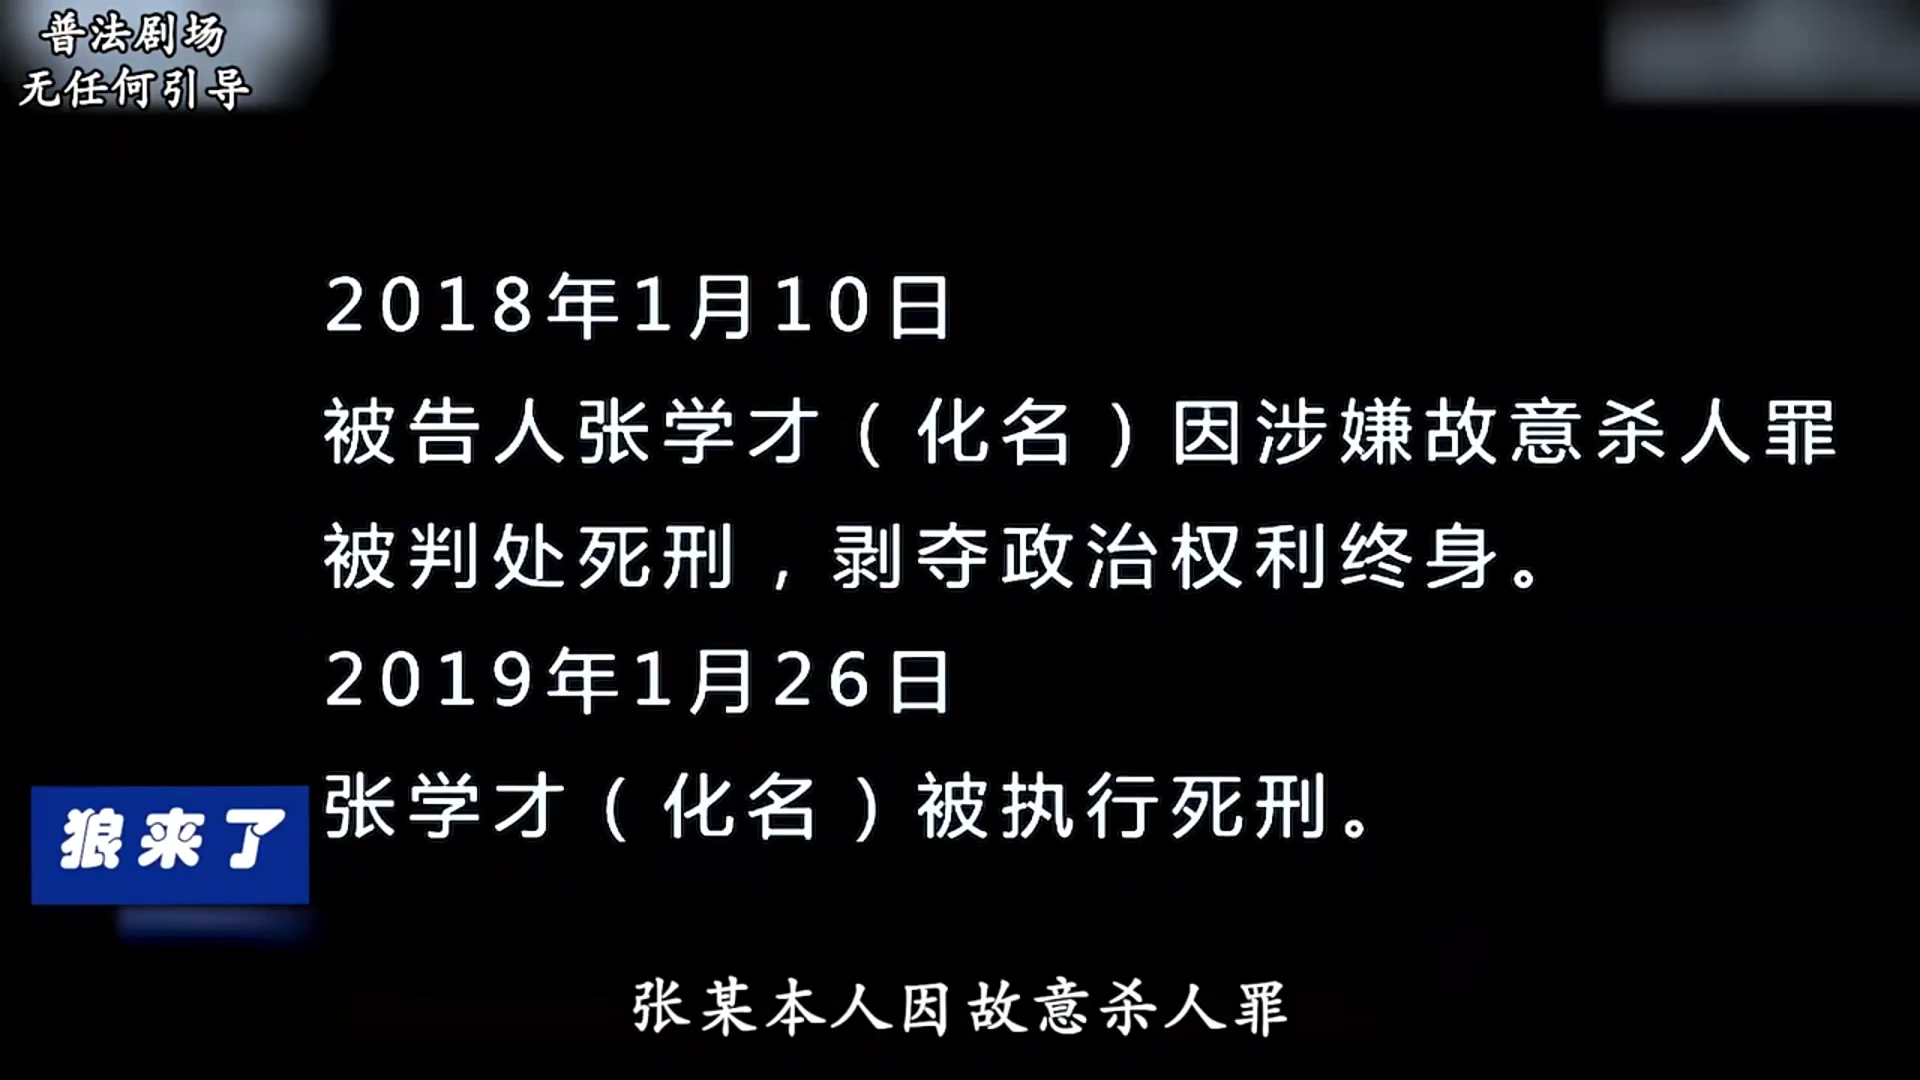 普法剧场
无任何引导
2018年1月10日
被告人张学才（化名）因涉嫌故意杀人罪
被判处死刑，剥夺政治权利终身。
2019年1月26日
张学才（化名）被执行死刑。
狼来了
张某本人因故意杀人罪